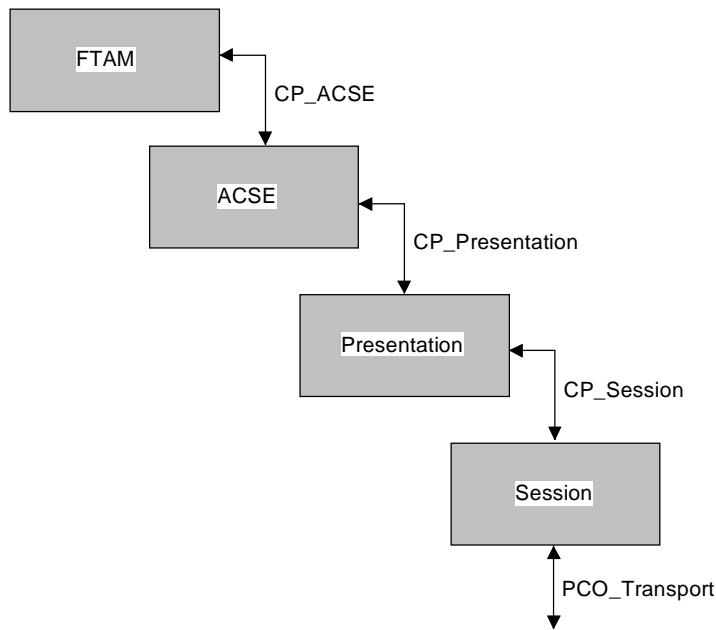 FTAM
CP_ACSE
ACSE
CP_Presentation
Presentation
CP_Session
Session
PCO_Transport